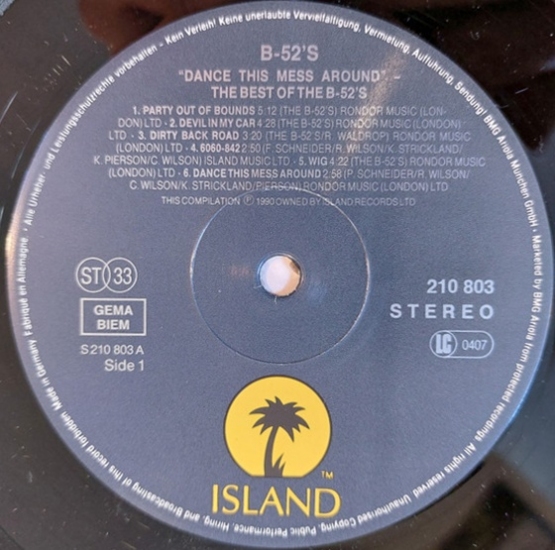 B-52'S
"DANCE THIS MESS AROUND" –
THE BEST OF THE B-52'S
1. PARTY OUT OF BOUNDS 5:12 (THE B-52'S) RONDOR MUSIC (LON-
DON) LTD - 2. DEVIL IN MY CAR 4:28 (THE B-52'S) RONDOR MUSIC (LONDON)
LTD - 3. DIRTY BACK ROAD 3:20 (THE B-52'S/R. WALDROP) RONDOR MUSIC
(LONDON) LTD - 4. 6060-842 2:50 (F. SCHNEIDER/R. WILSON/K. STRICKLAND/
K. PIERSON/C. WILSON) ISLAND MUSIC LTD - 5. WIG 4:22 (THE B-52'S) RONDOR MUSIC
(LONDON) LTD - 6. DANCE THIS MESS AROUND 2:58 (F. SCHNEIDER/R. WILSON/
C. WILSON/K. STRICKLAND/PIERSON) RONDOR MUSIC (LONDON) LTD
THIS COMPILATION ℗ 1990 OWNED BY ISLAND RECORDS LTD
ST 33
GEMA
BIEM
S 210 803 A
Side 1
210 803
STEREO
LC 0407
ISLAND™
Alle Urheber- und Leistungsschutzrechte vorbehalten - Kein Verleih! Keine unerlaubte Vervielfältigung, Vermietung, Aufführung, Sendung! BMG Ariola München GmbH · Marketed by BMG Ariola
from protected recordings. All rights reserved. Unauthorised Copying, Public Performance, Hiring, and Broadcasting of this record forbidden. Made in Germany. Fabriqué en Allemagne.